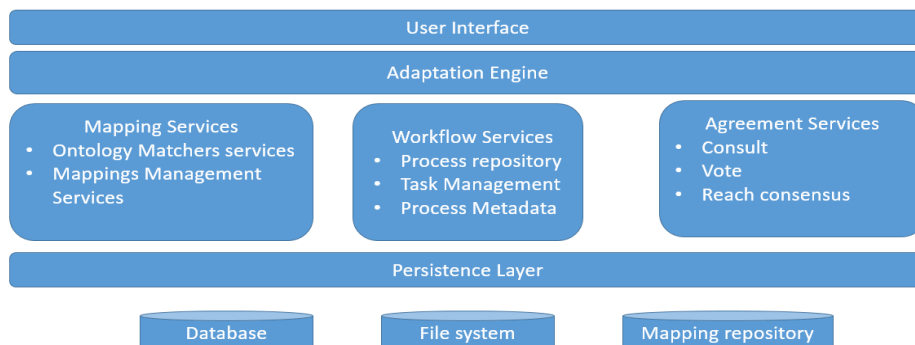 User Interface
Adaptation Engine
Mapping Services
• Ontology Matchers services
• Mappings Management
Services
Workflow Services
• Process repository
• Task Management
• Process Metadata
Agreement Services
• Consult
• Vote
• Reach consensus
Persistence Layer
Database
File system
Mapping repository